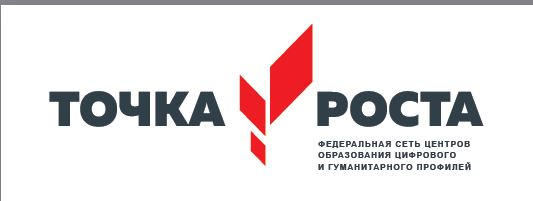 ТОЧКА РОСТА
ФЕДЕРАЛЬНАЯ СЕТЬ ЦЕНТРОВ
ОБРАЗОВАНИЯ ЦИФРОВОГО
И ГУМАНИТАРНОГО ПРОФИЛЕЙ